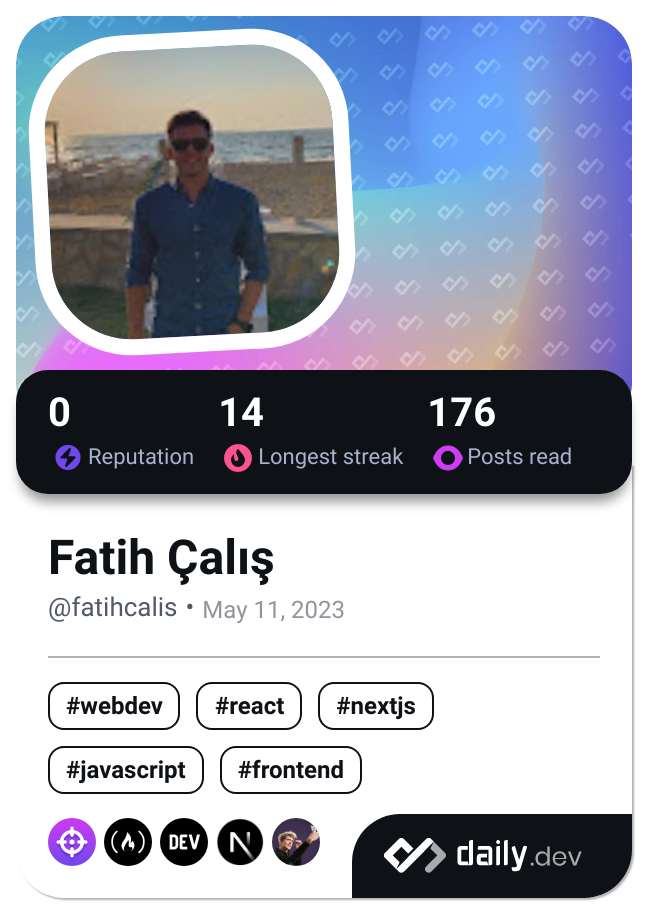 0 14 176
Reputation Longest streak Posts read
Fatih Çalış
@fatihcalis • May 11, 2023
#webdev #react #nextjs
#javascript #frontend
DEV N
daily.dev